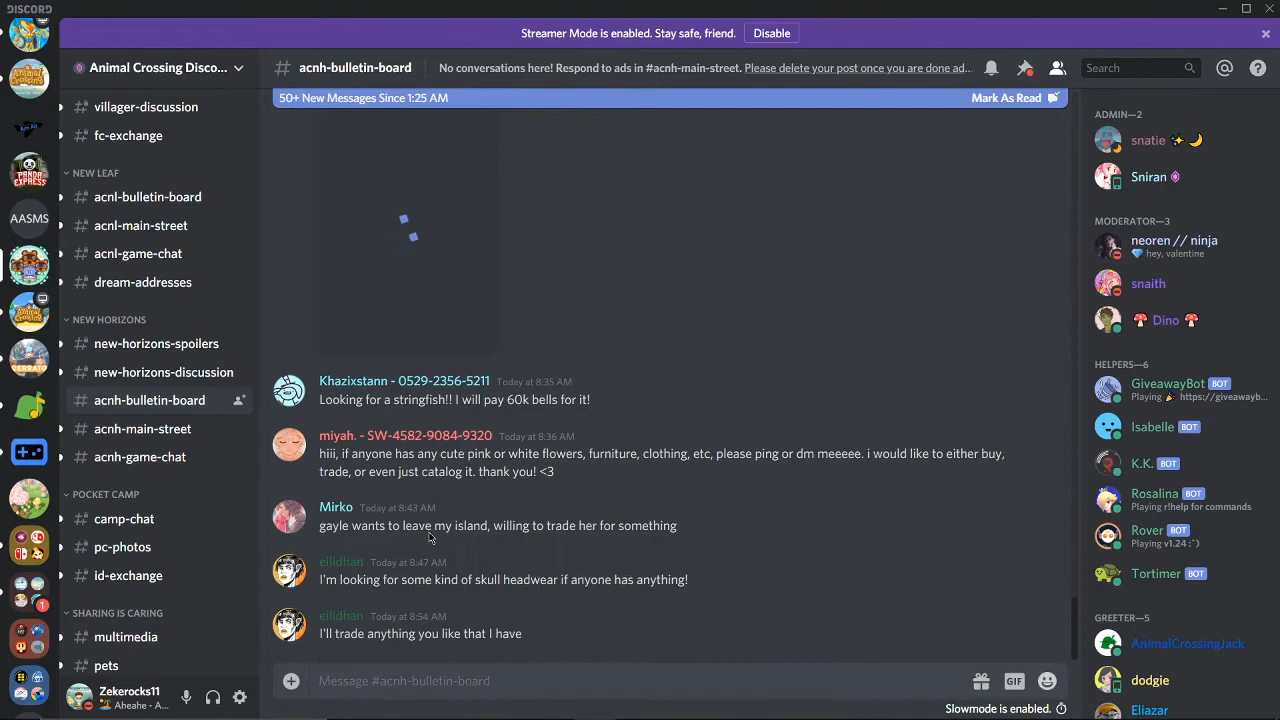 DISCORD
Streamer Mode is enabled. Stay safe, friend.
Disable
Animal Crossing Disco...
acnh-bulletin-board
No conversations here! Respond to ads in #acnh-main-street. Please delete your post once you are done ad...
Search
50+ New Messages Since 1:25 AM
Mark As Read
villager-discussion
fc-exchange
NEW LEAF
acnl-bulletin-board
acnl-main-street
acnl-game-chat
dream-addresses
NEW HORIZONS
new-horizons-spoilers
new-horizons-discussion
acnh-bulletin-board
acnh-main-street
acnh-game-chat
POCKET CAMP
camp-chat
pc-photos
id-exchange
SHARING IS CARING
multimedia
pets
Zekerocks11
Aheahe - A...
PANDA
EXPRESS
AASMS
CERRATO
1
Khazixstann - 0529-2356-5211 Today at 8:35 AM
Looking for a stringfish!! I will pay 60k bells for it!
miyah. - SW-4582-9084-9320 Today at 8:36 AM
hiii, if anyone has any cute pink or white flowers, furniture, clothing, etc, please ping or dm meeeee. i would like to either buy,
trade, or even just catalog it. thank you! <3
Mirko Today at 8:43 AM
gayle wants to leave my island, willing to trade her for something
eilidhan Today at 8:47 AM
I'm looking for some kind of skull headwear if anyone has anything!
eilidhan Today at 8:54 AM
I'll trade anything you like that I have
Message #acnh-bulletin-board
GIF
Slowmode is enabled.
ADMIN—2
snatie ✨🌙
Sniran
MODERATOR—3
neoren // ninja
💎 hey, valentine
snaith
🍄 Dino 🍄
HELPERS—6
GiveawayBot BOT
Playing 🎉 https://giveawayb...
Isabelle BOT
K.K. BOT
Rosalina BOT
Playing r!help for commands
Rover BOT
Playing v1.24 :`)
Tortimer BOT
GREETER—5
AnimalCrossingJack
dodgie
Eliazar